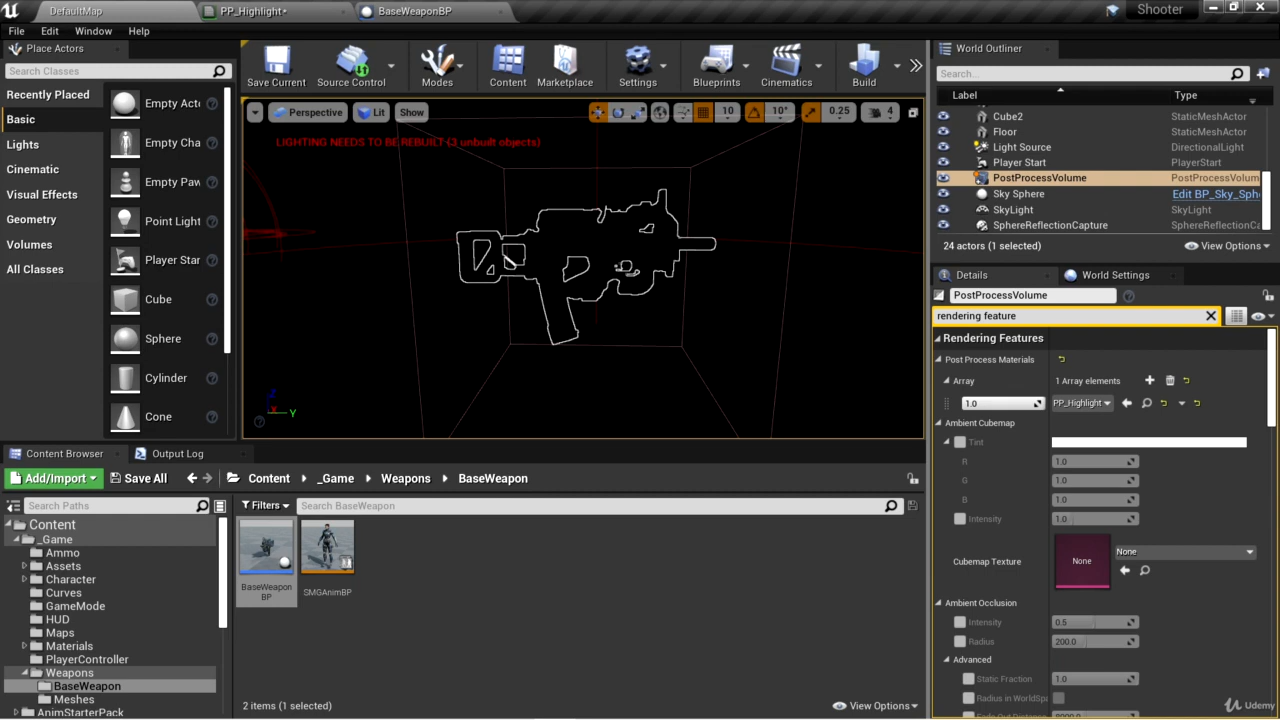 DefaultMap
PP_Highlight*
BaseWeaponBP
Shooter
File Edit Window Help
Place Actors
Search Classes
Recently Placed
Basic
Lights
Cinematic
Visual Effects
Geometry
Volumes
All Classes
Empty Act
Empty Cha
Empty Paw
Point Light
Player Star
Cube
Sphere
Cylinder
Cone
Save Current
Source Control
Modes
Content
Marketplace
Settings
Blueprints
Cinematics
Build
Perspective
Lit
Show
10
10°
0.25
4
LIGHTING NEEDS TO BE REBUILT (3 unbuilt objects)
Z
X
Y
World Outliner
Search...
Label Type
Cube2 StaticMeshActor
Floor StaticMeshActor
Light Source DirectionalLight
Player Start PlayerStart
PostProcessVolume PostProcessVolum
Sky Sphere Edit BP_Sky_Sph
SkyLight SkyLight
SphereReflectionCapture SphereReflectionCapt
24 actors (1 selected)
View Options
Details
World Settings
PostProcessVolume
rendering feature
Rendering Features
Post Process Materials
Array 1 Array elements
1.0 PP_Highlight
Ambient Cubemap
Tint
R 1.0
G 1.0
B 1.0
Intensity 1.0
Cubemap Texture None None
Ambient Occlusion
Intensity 0.5
Radius 200.0
Advanced
Static Fraction 1.0
Radius in WorldSpa
Fade Out Distance 8000.0
Udemy
Content Browser
Output Log
Add/Import
Save All
Content _Game Weapons BaseWeapon
Search Paths
Filters
Search BaseWeapon
Content
_Game
Ammo
Assets
Character
Curves
GameMode
HUD
Maps
Materials
PlayerController
Weapons
BaseWeapon
Meshes
AnimStarterPack
BaseWeapon
BP
SMGAnimBP
2 items (1 selected)
View Options